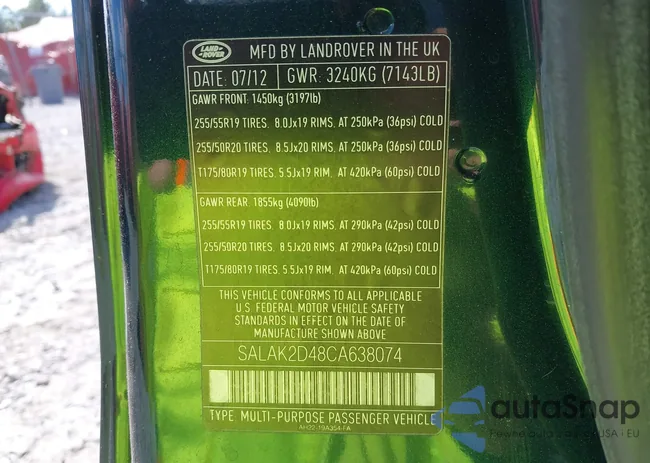 LAND-
ROVER
MFD BY LANDROVER IN THE UK
DATE: 07/12 GWR: 3240KG (7143LB)
GAWR FRONT: 1450kg (3197lb)
255/55R19 TIRES. 8.0Jx19 RIMS. AT 250kPa (36psi) COLD
255/50R20 TIRES. 8.5Jx20 RIMS. AT 250kPa (36psi) COLD
T175/80R19 TIRES. 5.5Jx19 RIM. AT 420kPa (60psi) COLD
GAWR REAR: 1855kg (4090lb)
255/55R19 TIRES. 8.0Jx19 RIMS. AT 290kPa (42psi) COLD
255/50R20 TIRES. 8.5Jx20 RIMS. AT 290kPa (42psi) COLD
T175/80R19 TIRES. 5.5Jx19 RIM. AT 420kPa (60psi) COLD
THIS VEHICLE CONFORMS TO ALL APPLICABLE
U.S. FEDERAL MOTOR VEHICLE SAFETY
STANDARDS IN EFFECT ON THE DATE OF
MANUFACTURE SHOWN ABOVE.
SALAK2D48CA638074
TYPE: MULTI-PURPOSE PASSENGER VEHICLE
AH22-19A354-FA
autoSnap
USA · EU